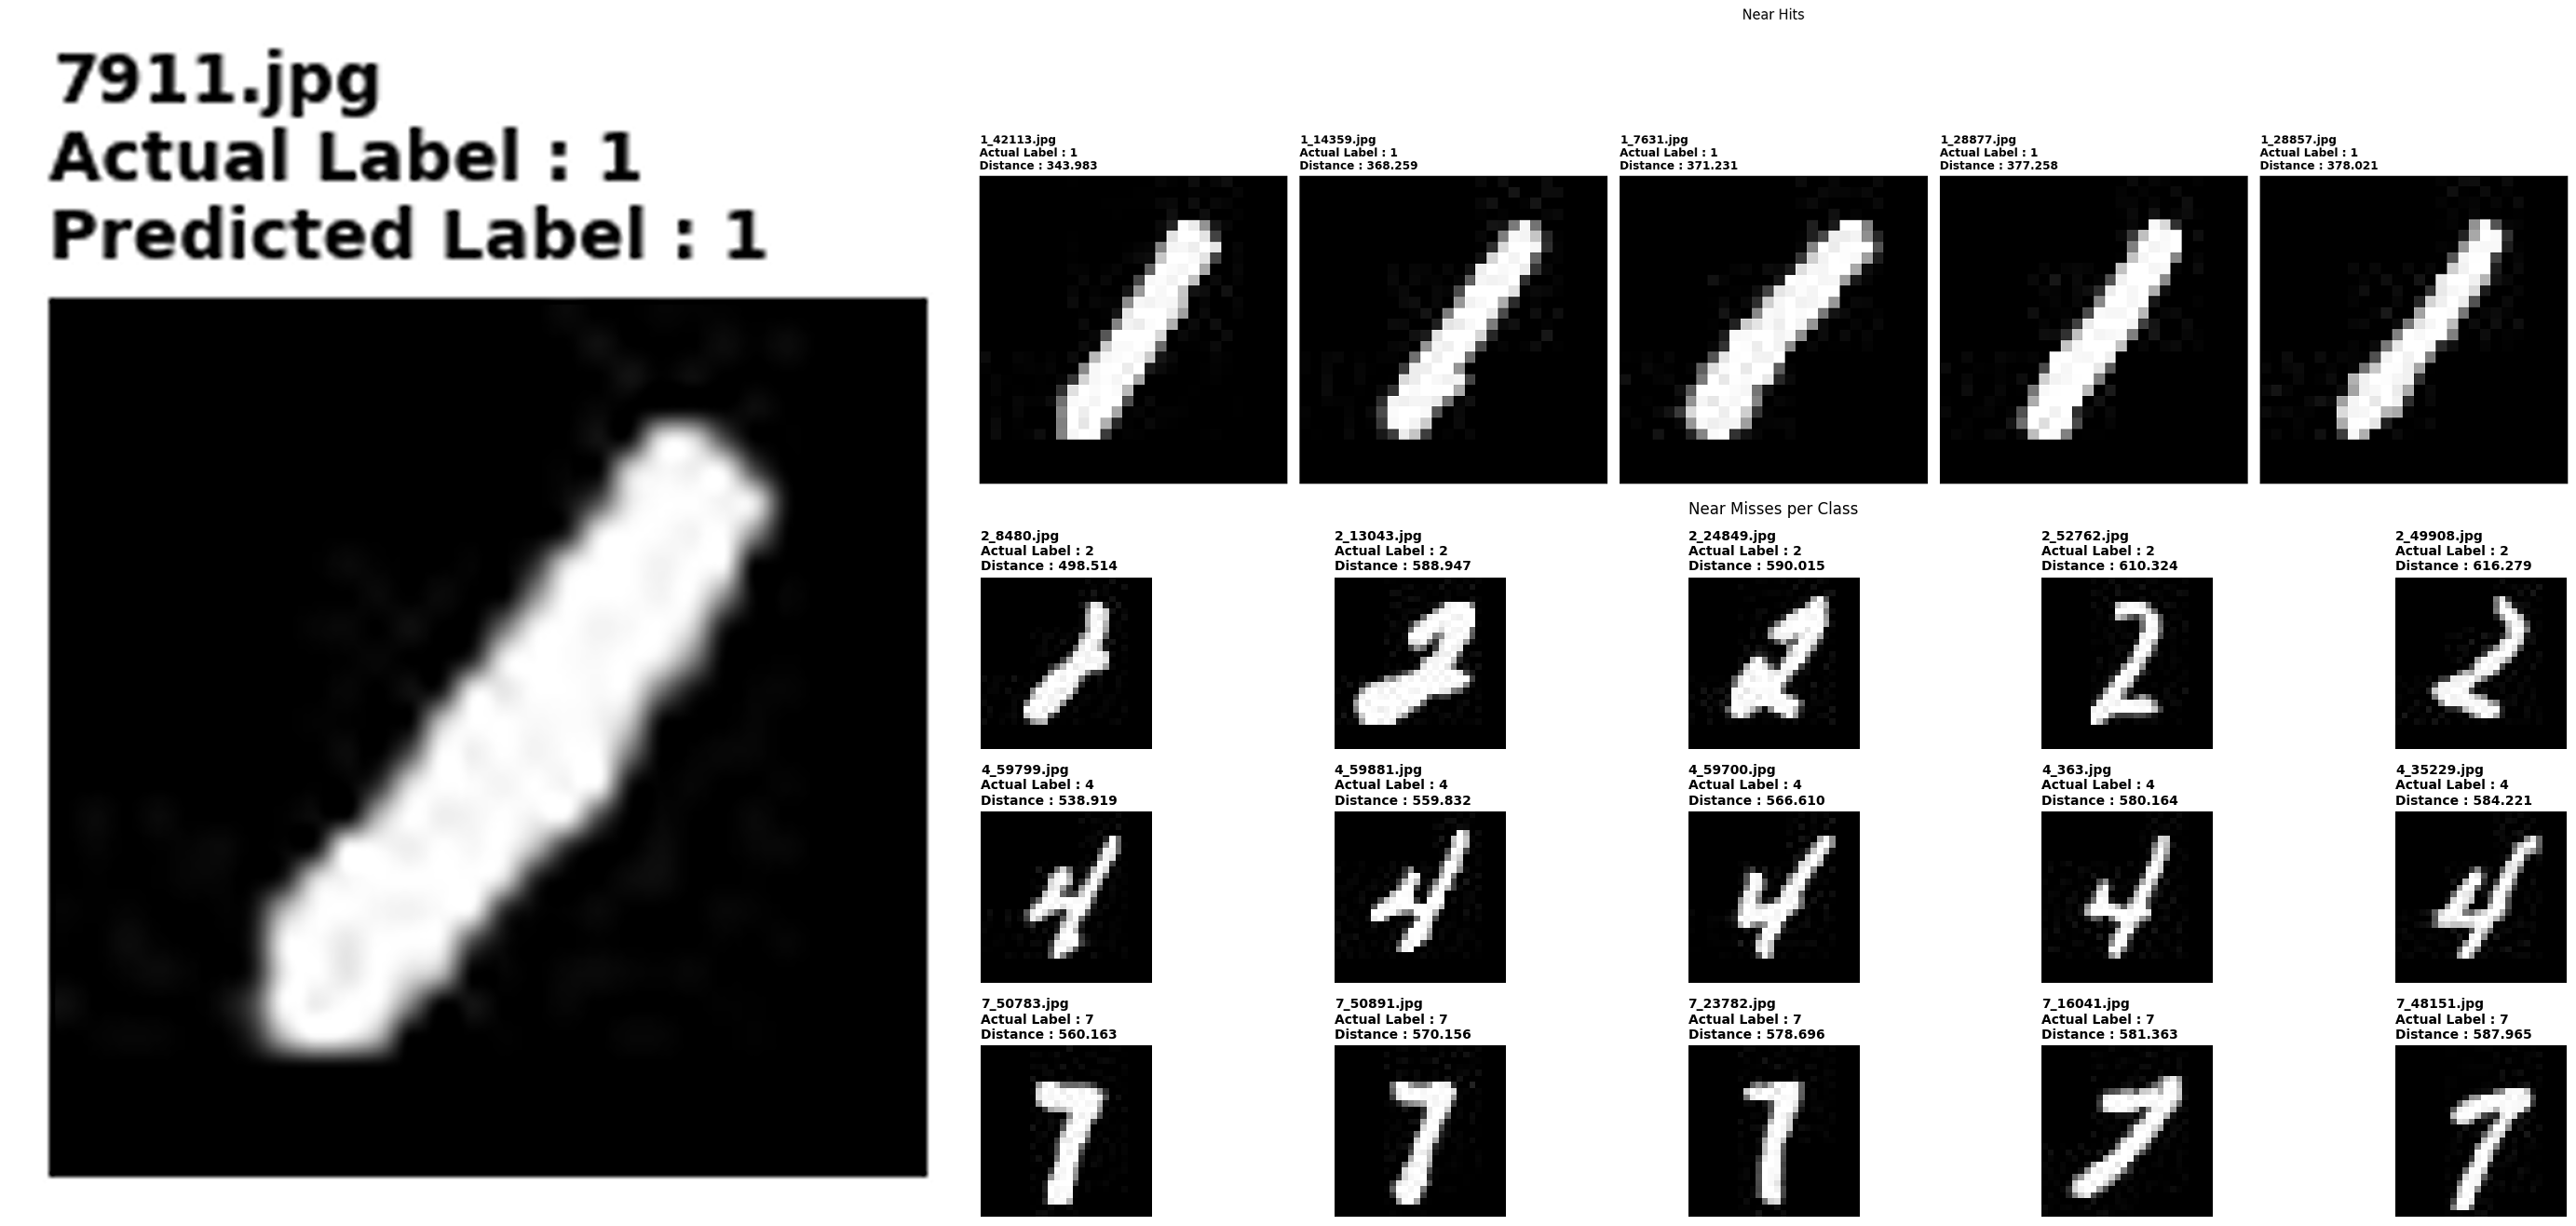 7911.jpg
Actual Label : 1
Predicted Label : 1
Near Hits
1_42113.jpg
Actual Label : 1
Distance : 343.983
1_14359.jpg
Actual Label : 1
Distance : 368.259
1_7631.jpg
Actual Label : 1
Distance : 371.231
1_28877.jpg
Actual Label : 1
Distance : 377.258
1_28857.jpg
Actual Label : 1
Distance : 378.021
Near Misses per Class
2_8480.jpg
Actual Label : 2
Distance : 498.514
2_13043.jpg
Actual Label : 2
Distance : 588.947
2_24849.jpg
Actual Label : 2
Distance : 590.015
2_52762.jpg
Actual Label : 2
Distance : 610.324
2_49908.jpg
Actual Label : 2
Distance : 616.279
4_59799.jpg
Actual Label : 4
Distance : 538.919
4_59881.jpg
Actual Label : 4
Distance : 559.832
4_59700.jpg
Actual Label : 4
Distance : 566.610
4_363.jpg
Actual Label : 4
Distance : 580.164
4_35229.jpg
Actual Label : 4
Distance : 584.221
7_50783.jpg
Actual Label : 7
Distance : 560.163
7_50891.jpg
Actual Label : 7
Distance : 570.156
7_23782.jpg
Actual Label : 7
Distance : 578.696
7_16041.jpg
Actual Label : 7
Distance : 581.363
7_48151.jpg
Actual Label : 7
Distance : 587.965